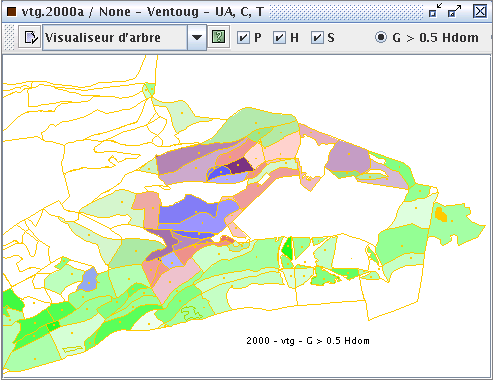 vtg.2000a / None - Ventoug - UA, C, T
Visualiseur d'arbre ? P H S G > 0.5 Hdom
2000 - vtg - G > 0.5 Hdom